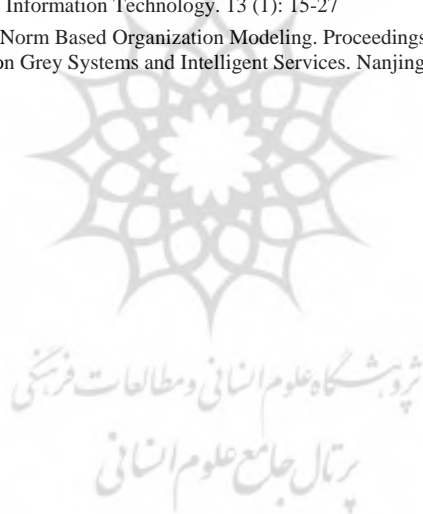 Information Technology. 13 (1): 15-27
Norm Based Organization Modeling. Proceedings
on Grey Systems and Intelligent Services. Nanjing
پژوهشگاه علوم انسانی و مطالعات فرهنگی
پرتال جامع علوم انسانی